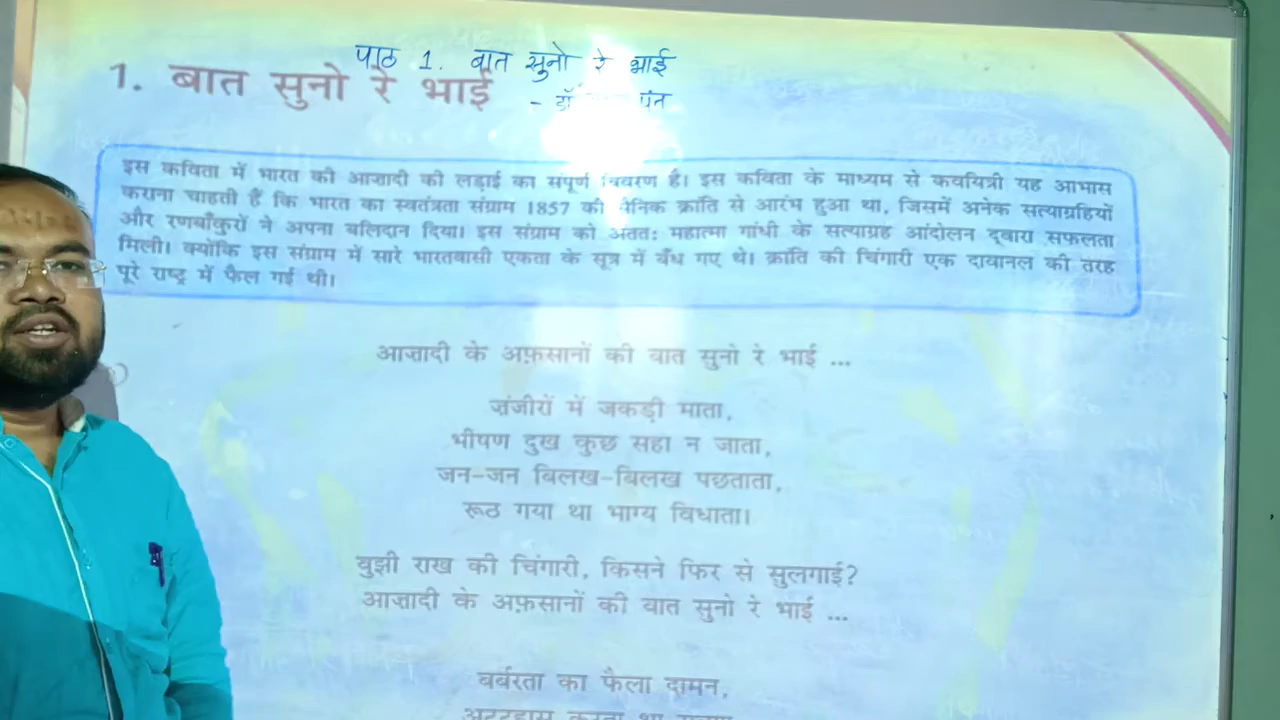 पाठ 1. बात सुनो रे भाई
1. बात सुनो रे भाई
- डॉ पंत
इस कविता में भारत की आज़ादी की लड़ाई का संपूर्ण विवरण है। इस कविता के माध्यम से कवयित्री यह आभास
कराना चाहती हैं कि भारत का स्वतंत्रता संग्राम 1857 की सैनिक क्रांति से आरंभ हुआ था, जिसमें अनेक सत्याग्रहियों
और रणबाँकुरों ने अपना बलिदान दिया। इस संग्राम को अंतत: महात्मा गांधी के सत्याग्रह आंदोलन द्वारा सफलता
मिली। क्योंकि इस संग्राम में सारे भारतवासी एकता के सूत्र में बँध गए थे। क्रांति की चिंगारी एक दावानल की तरह
पूरे राष्ट्र में फैल गई थी।
आज़ादी के अफ़सानों की बात सुनो रे भाई ...
ज़ंजीरों में जकड़ी माता,
भीषण दुख कुछ सहा न जाता,
जन-जन बिलख-बिलख पछताता,
रूठ गया था भाग्य विधाता।
बुझी राख की चिंगारी, किसने फिर से सुलगाई?
आज़ादी के अफ़सानों की बात सुनो रे भाई ...
बर्बरता का फैला दामन,
अट्टहास करता था